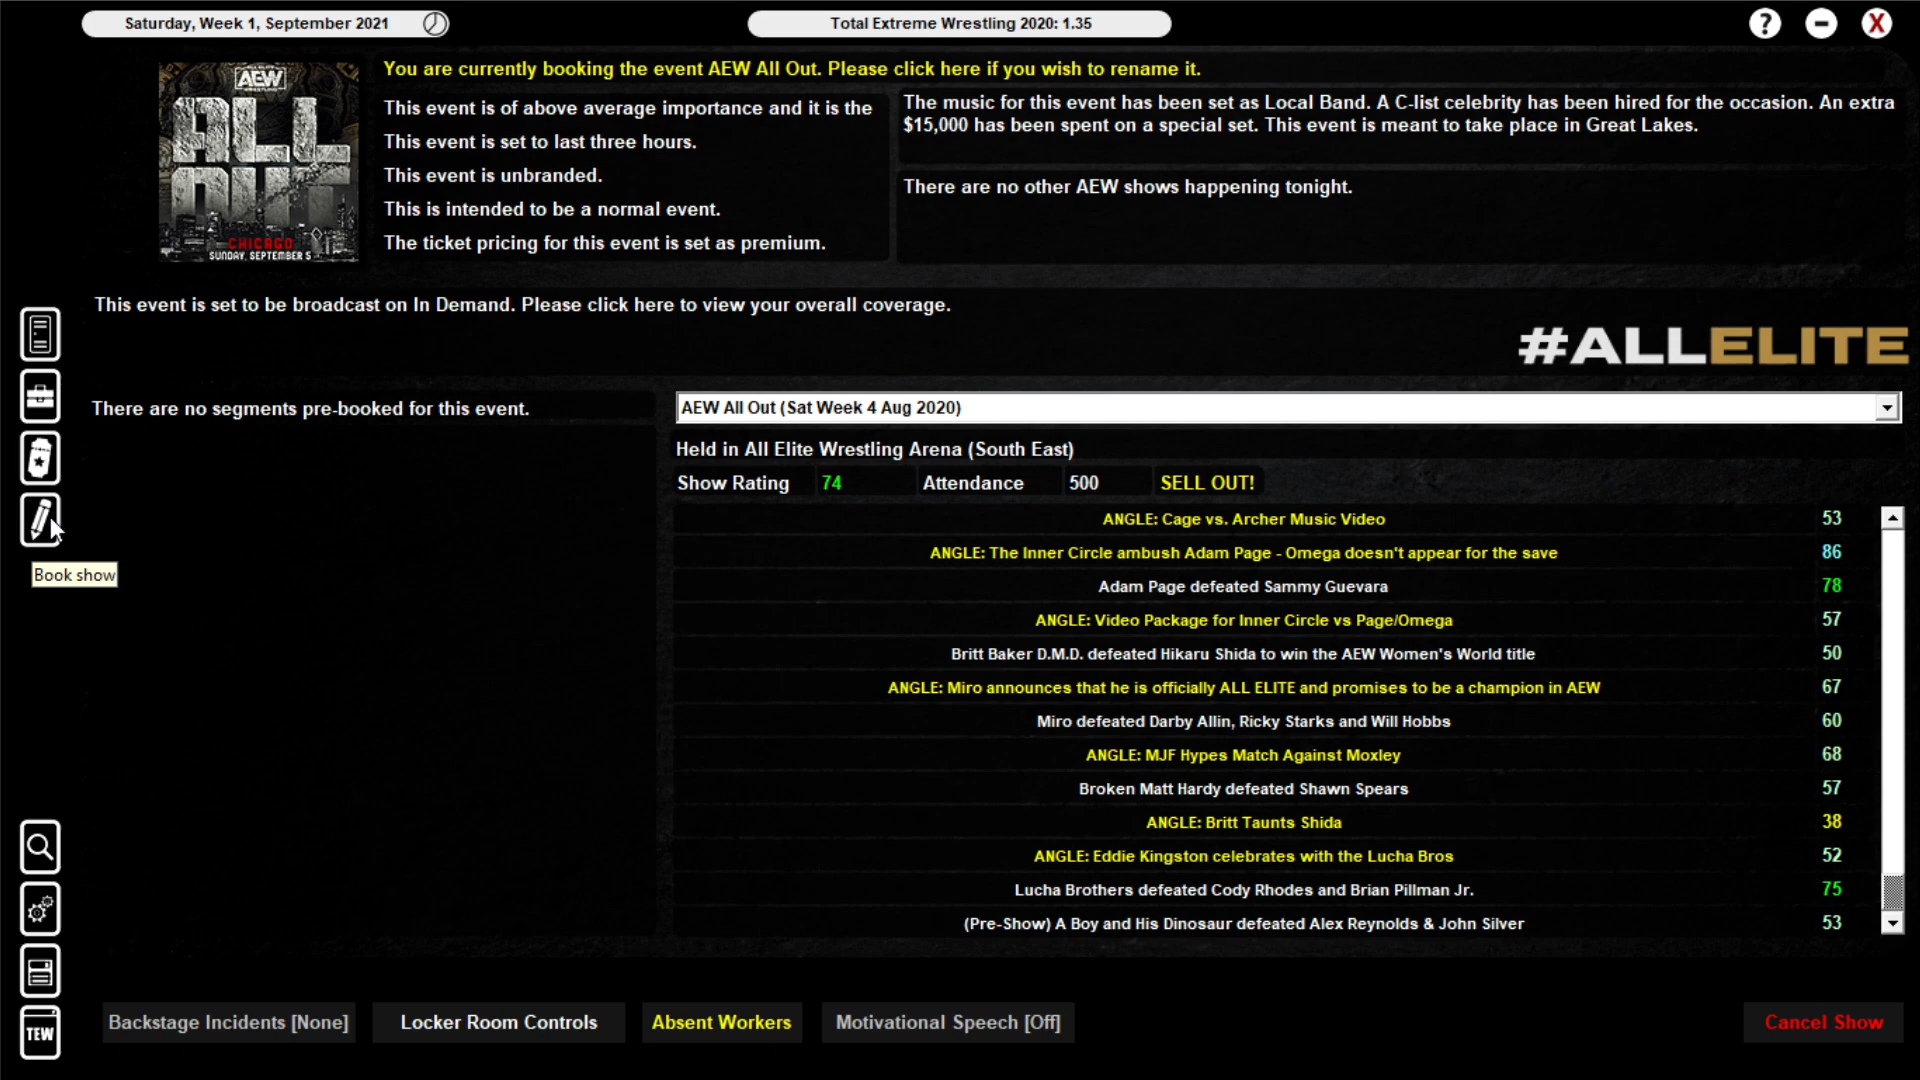 Saturday, Week 1, September 2021
Total Extreme Wrestling 2020: 1.35
?
X
AEW
ALL
OUT
CHICAGO
SUNDAY, SEPTEMBER 5
You are currently booking the event AEW All Out. Please click here if you wish to rename it.
This event is of above average importance and it is the
This event is set to last three hours.
This event is unbranded.
This is intended to be a normal event.
The ticket pricing for this event is set as premium.
The music for this event has been set as Local Band. A C-list celebrity has been hired for the occasion. An extra
$15,000 has been spent on a special set. This event is meant to take place in Great Lakes.
There are no other AEW shows happening tonight.
This event is set to be broadcast on In Demand. Please click here to view your overall coverage.
#ALLELITE
There are no segments pre-booked for this event.
AEW All Out (Sat Week 4 Aug 2020)
Held in All Elite Wrestling Arena (South East)
Show Rating 74 Attendance 500 SELL OUT!
ANGLE: Cage vs. Archer Music Video 53
ANGLE: The Inner Circle ambush Adam Page - Omega doesn't appear for the save 86
Adam Page defeated Sammy Guevara 78
ANGLE: Video Package for Inner Circle vs Page/Omega 57
Britt Baker D.M.D. defeated Hikaru Shida to win the AEW Women's World title 50
ANGLE: Miro announces that he is officially ALL ELITE and promises to be a champion in AEW 67
Miro defeated Darby Allin, Ricky Starks and Will Hobbs 60
ANGLE: MJF Hypes Match Against Moxley 68
Broken Matt Hardy defeated Shawn Spears 57
ANGLE: Britt Taunts Shida 38
ANGLE: Eddie Kingston celebrates with the Lucha Bros 52
Lucha Brothers defeated Cody Rhodes and Brian Pillman Jr. 75
(Pre-Show) A Boy and His Dinosaur defeated Alex Reynolds & John Silver 53
Book show
TEW
Backstage Incidents [None]
Locker Room Controls
Absent Workers
Motivational Speech [Off]
Cancel Show